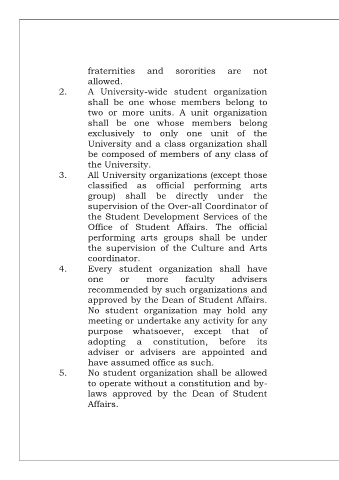 fraternities and sororities are not
allowed.
2. A University-wide student organization
shall be one whose members belong to
two or more units. A unit organization
shall be one whose members belong
exclusively to only one unit of the
University and a class organization shall
be composed of members of any class of
the University.
3. All University organizations (except those
classified as official performing arts
group) shall be directly under the
supervision of the Over-all Coordinator of
the Student Development Services of the
Office of Student Affairs. The official
performing arts groups shall be under
the supervision of the Culture and Arts
coordinator.
4. Every student organization shall have
one or more faculty advisers
recommended by such organizations and
approved by the Dean of Student Affairs.
No student organization may hold any
meeting or undertake any activity for any
purpose whatsoever, except that of
adopting a constitution, before its
adviser or advisers are appointed and
have assumed office as such.
5. No student organization shall be allowed
to operate without a constitution and by-
laws approved by the Dean of Student
Affairs.